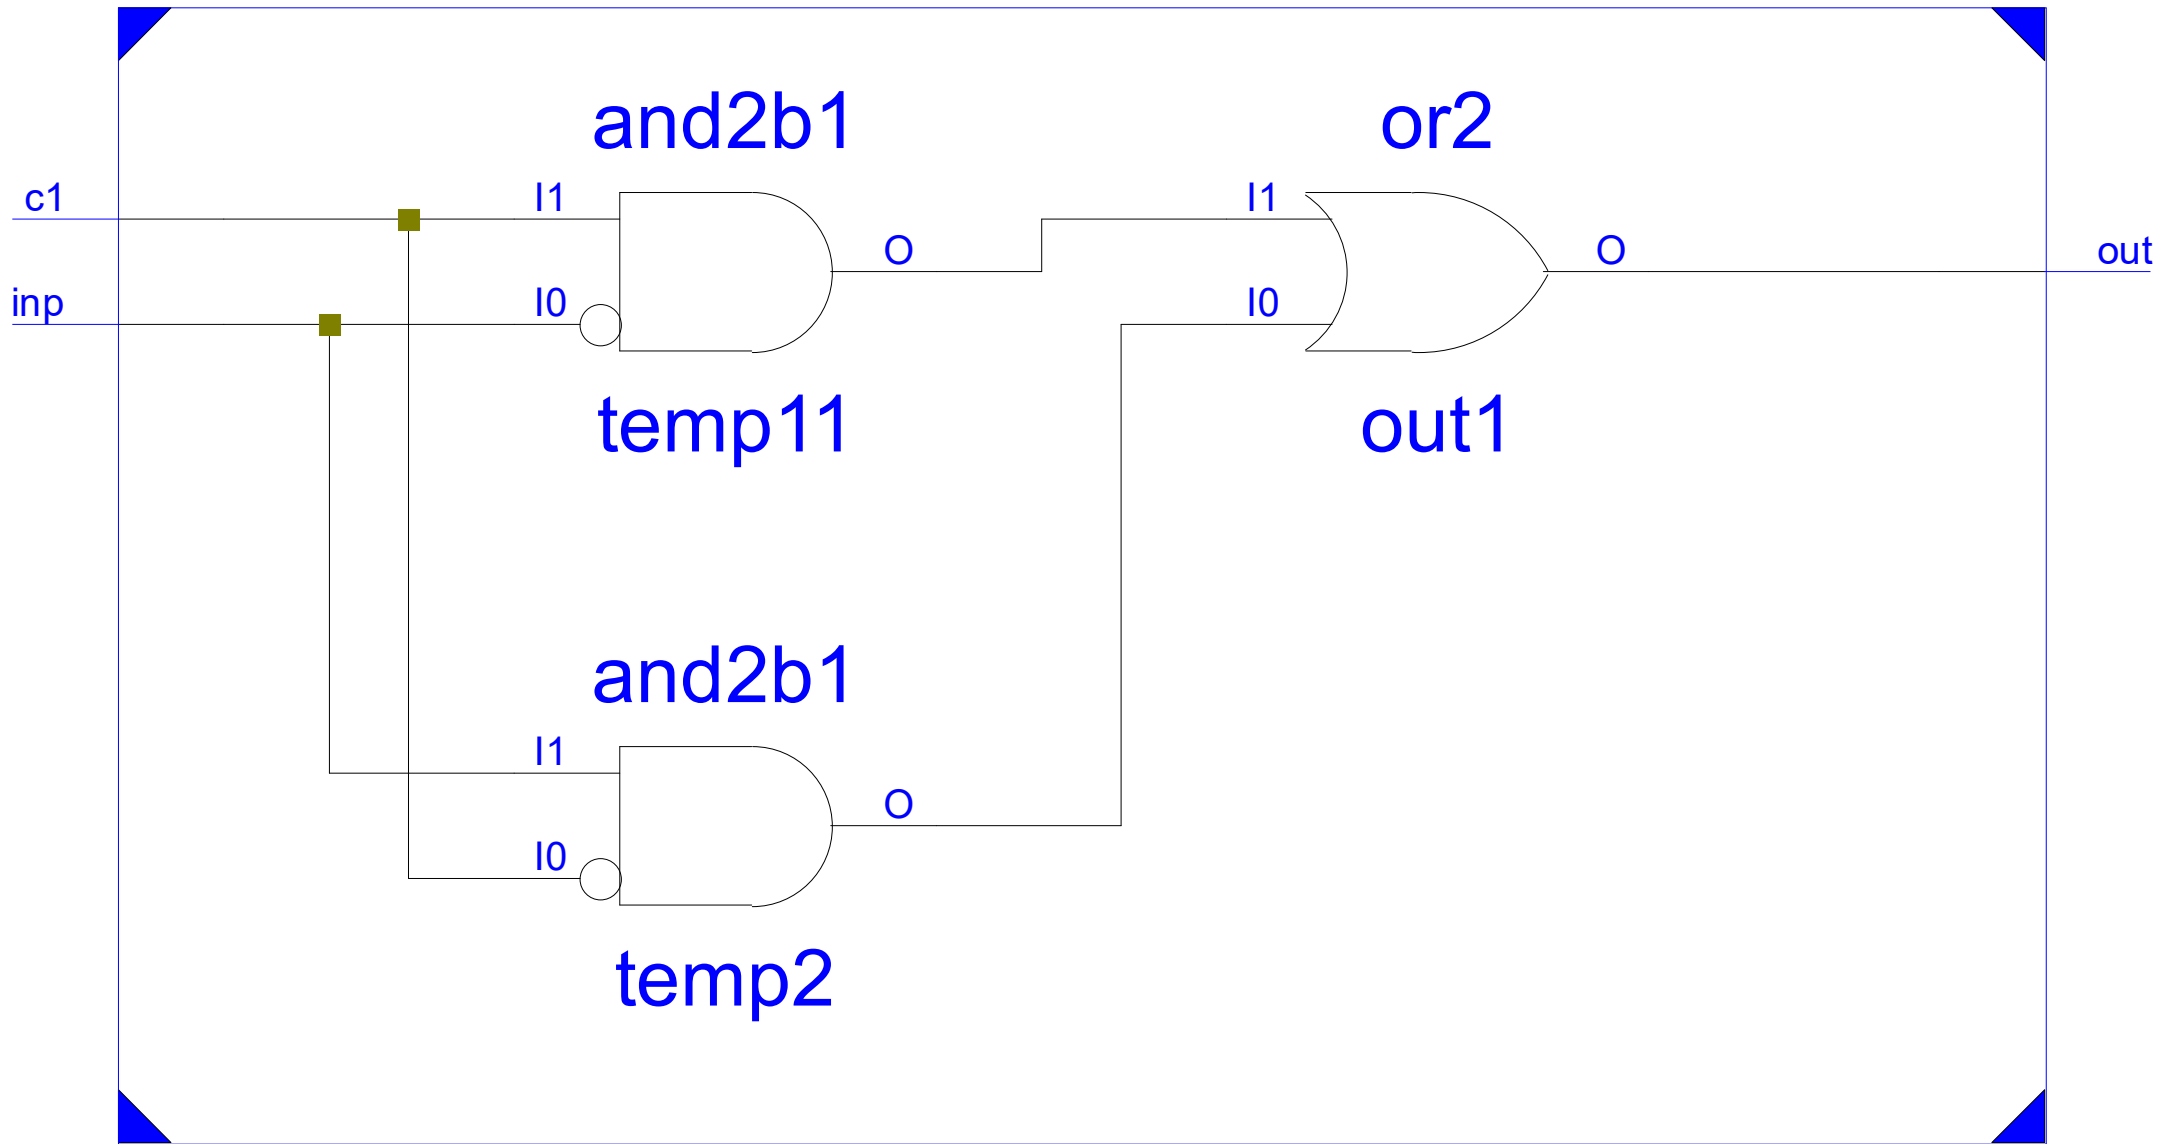 and2b1
or2
c1
I1
I1
O
O
out
inp
I0
I0
temp11
out1
and2b1
I1
O
I0
temp2